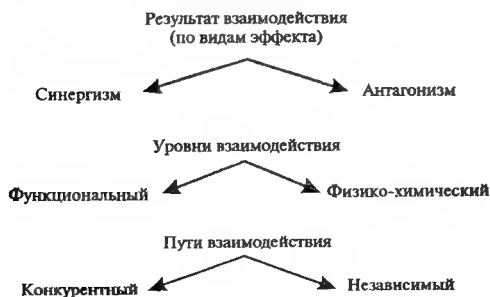 Результат взаимодействия
(по видам эффекта)
Синергизм
Антагонизм
Уровни взаимодействия
Функциональный
Физико-химический
Пути взаимодействия
Конкурентный
Независимый